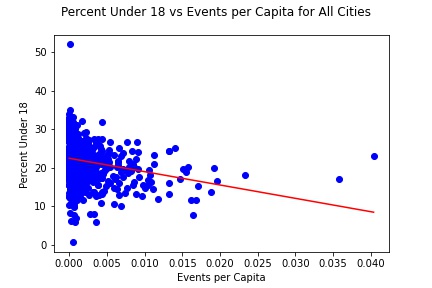 Percent Under 18 vs Events per Capita for All Cities
Percent Under 18
50
40
30
20
10
0
0.000 0.005 0.010 0.015 0.020 0.025 0.030 0.035 0.040
Events per Capita